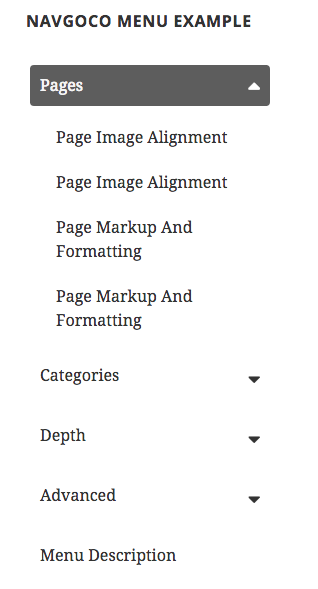 NAVGOCO MENU EXAMPLE
Pages
Page Image Alignment
Page Image Alignment
Page Markup And
Formatting
Page Markup And
Formatting
Categories
Depth
Advanced
Menu Description